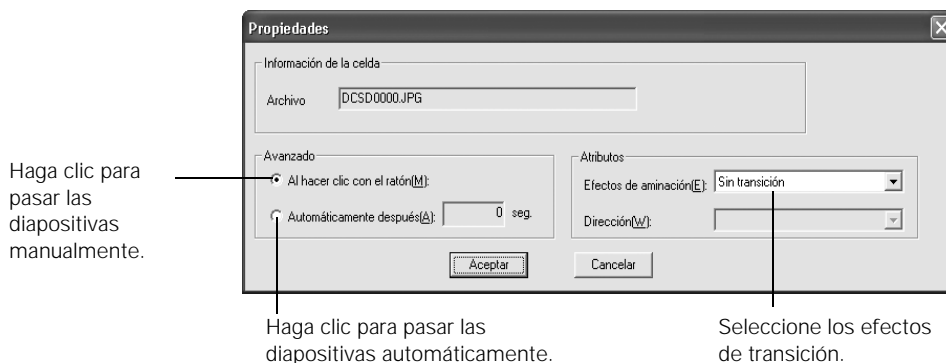 Propiedades
Información de la celda
Archivo DCSD0000.JPG
Avanzado
Al hacer clic con el ratón(M):
Automáticamente después(A): 0 seg.
Atributos
Efectos de aminación(E): Sin transición
Dirección(W):
Aceptar Cancelar
Haga clic para
pasar las
diapositivas
manualmente.
Haga clic para pasar las
diapositivas automáticamente.
Seleccione los efectos
de transición.